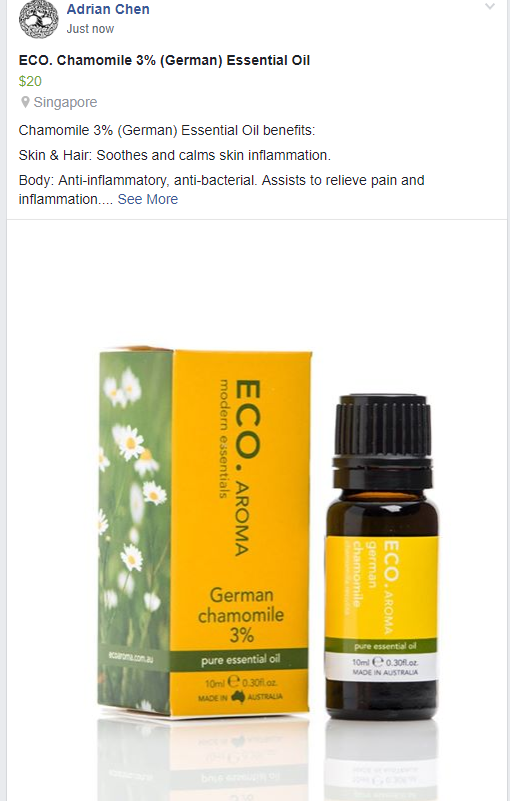 Adrian Chen
Just now
ECO. Chamomile 3% (German) Essential Oil
$20
Singapore
Chamomile 3% (German) Essential Oil benefits:
Skin & Hair: Soothes and calms skin inflammation.
Body: Anti-inflammatory, anti-bacterial. Assists to relieve pain and
inflammation.... See More
ECO. AROMA
modern essentials
German
chamomile
3%
pure essential oil
10ml e 0.30fl.oz.
MADE IN AUSTRALIA
ecoaroma.com.au
ECO. AROMA
german
chamomile
pure essential oil
10ml e 0.30fl.oz.
MADE IN AUSTRALIA